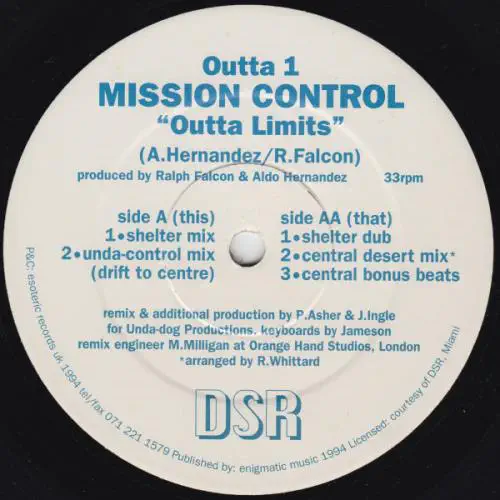 Outta 1
MISSION CONTROL
"Outta Limits"
(A.Hernandez/R.Falcon)
produced by Ralph Falcon & Aldo Hernandez 33rpm
side A (this)
1•shelter mix
2•unda-control mix
(drift to centre)
side AA (that)
1•shelter dub
2•central desert mix*
3•central bonus beats
remix & additional production by P.Asher & J.Ingle
for Unda-dog Productions. keyboards by Jameson
remix engineer M.Milligan at Orange Hand Studios, London
*arranged by R.Whittard
DSR
P&C: esoteric records uk 1994 tel/fax 071 221 1579 Published by: enigmatic music 1994 Licensed: courtesy of DSR, Miami